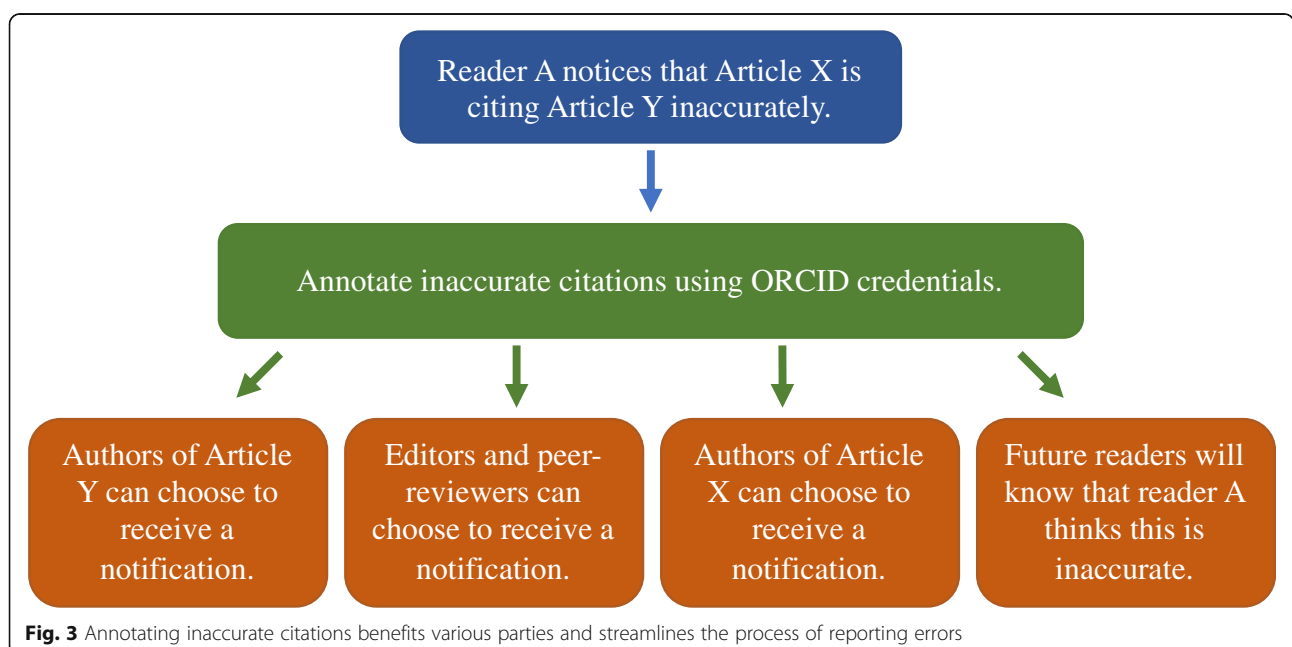 Reader A notices that Article X is
citing Article Y inaccurately.
Annotate inaccurate citations using ORCID credentials.
Authors of Article
Y can choose to
receive a
notification.
Editors and peer-
reviewers can
choose to receive a
notification.
Authors of Article
X can choose to
receive a
notification.
Future readers will
know that reader A
thinks this is
inaccurate.
Fig. 3 Annotating inaccurate citations benefits various parties and streamlines the process of reporting errors